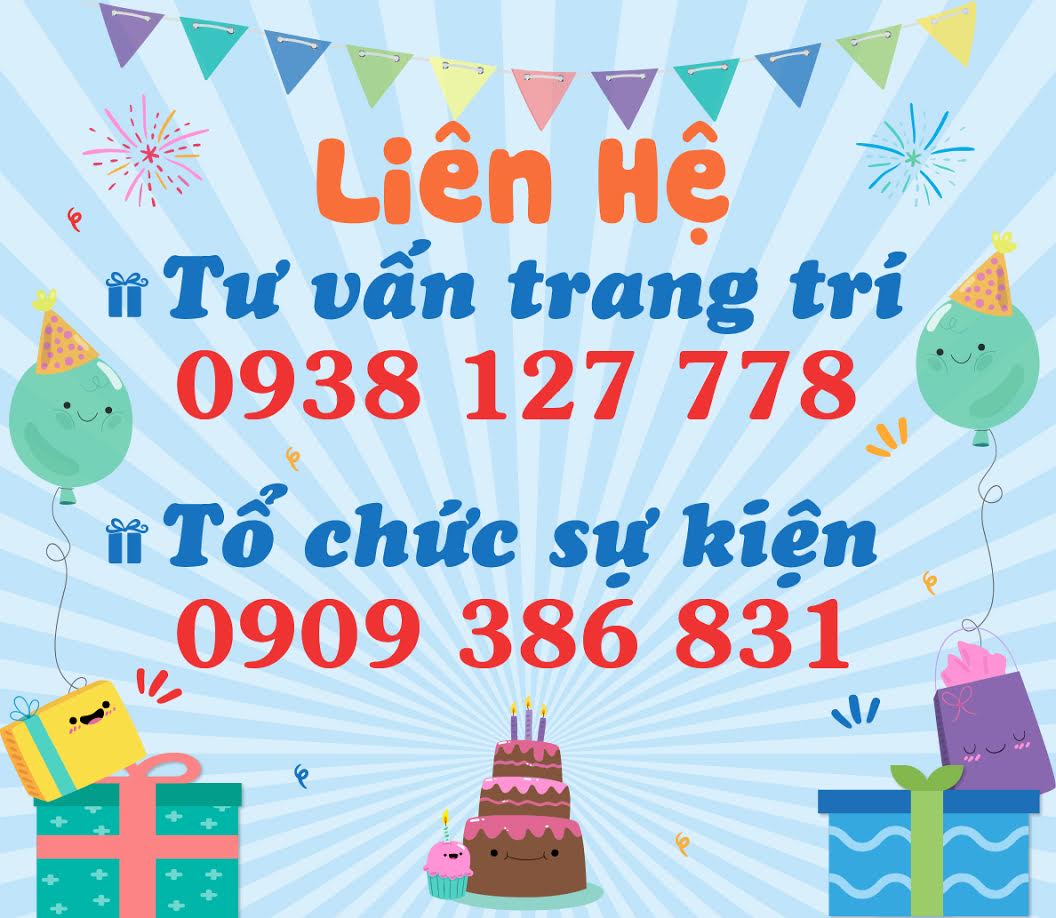 Liên Hệ
Tư vấn trang trí
0938 127 778
Tổ chức sự kiện
0909 386 831